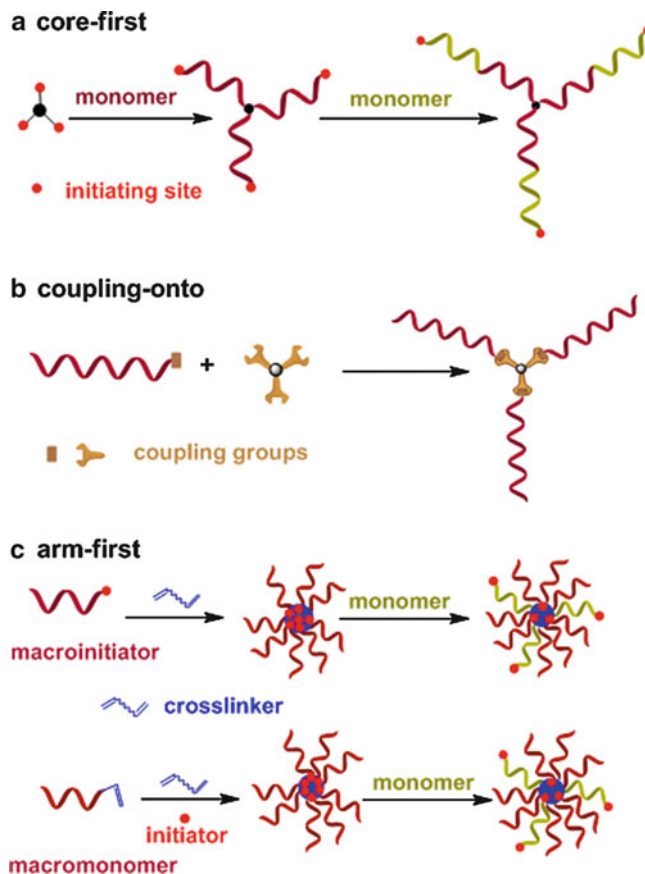 a core-first
monomer
monomer
initiating site
b coupling-onto
+
coupling groups
c arm-first
monomer
macroinitiator
crosslinker
initiator
monomer
macromonomer